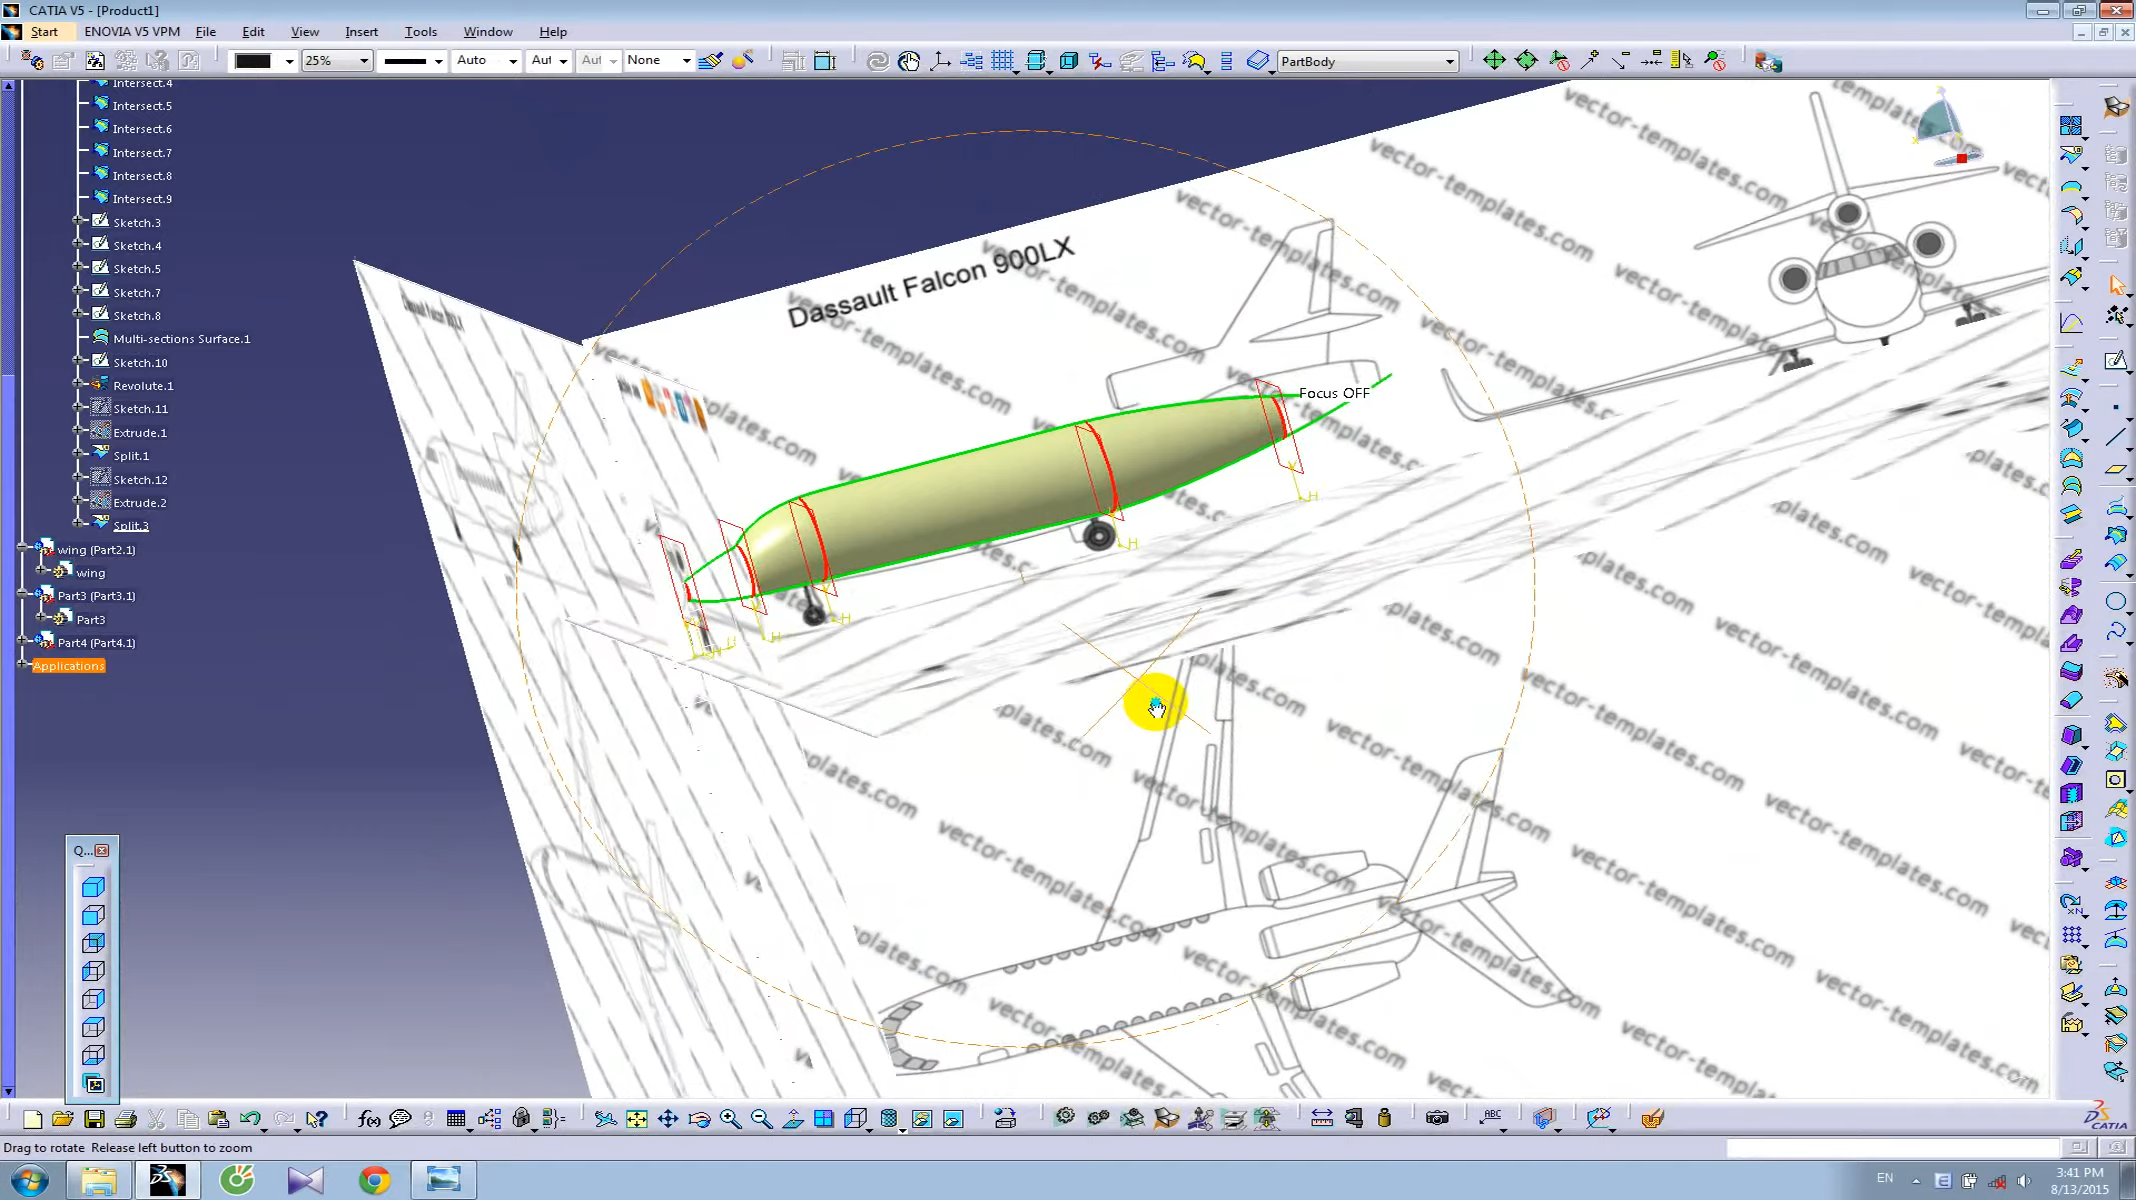 CATIA V5 - [Product1]
Start ENOVIA V5 VPM File Edit View Insert Tools Window Help
25% Auto Aut Aut None PartBody
Intersect.4
Intersect.5
Intersect.6
Intersect.7
Intersect.8
Intersect.9
Sketch.3
Sketch.4
Sketch.5
Sketch.7
Sketch.8
Multi-sections Surface.1
Sketch.10
Revolute.1
Sketch.11
Extrude.1
Split.1
Sketch.12
Extrude.2
Split.3
wing (Part2.1)
wing
Part3 (Part3.1)
Part3
Part4 (Part4.1)
Applications
Dassault Falcon 900LX
Focus OFF
vector-templates.com
H
H
H
H
Q...
Drag to rotate Release left button to zoom
CATIA
EN
3:41 PM
8/13/2015